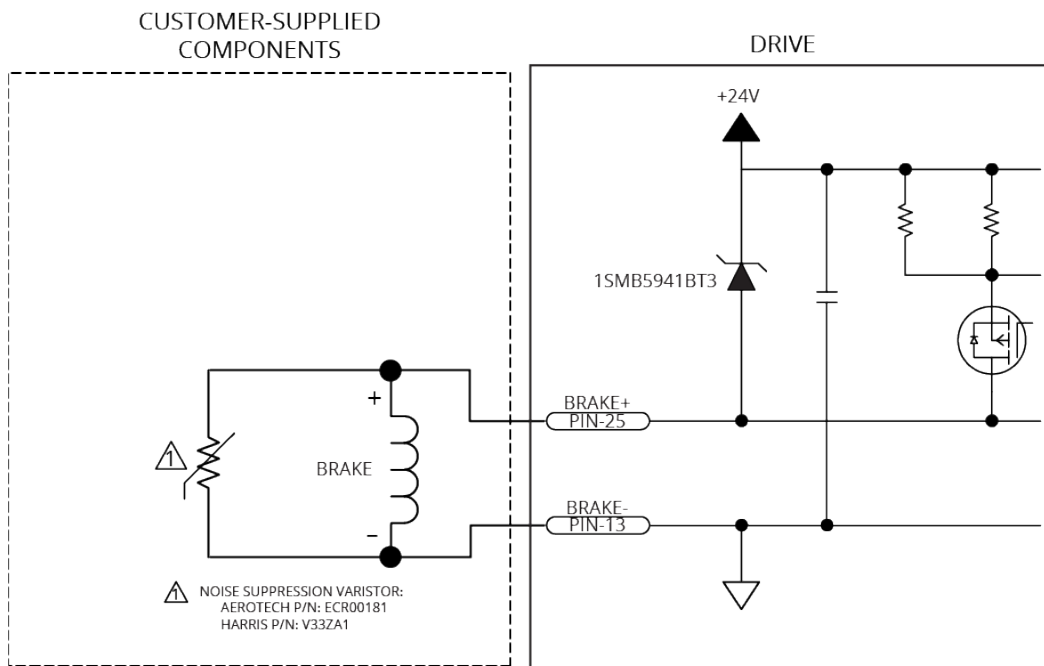 CUSTOMER-SUPPLIED
COMPONENTS
DRIVE
+24V
1SMB5941BT3
BRAKE+
PIN-25
+
1
BRAKE
BRAKE-
PIN-13
–
1 NOISE SUPPRESSION VARISTOR:
AEROTECH P/N: ECR00181
HARRIS P/N: V33ZA1